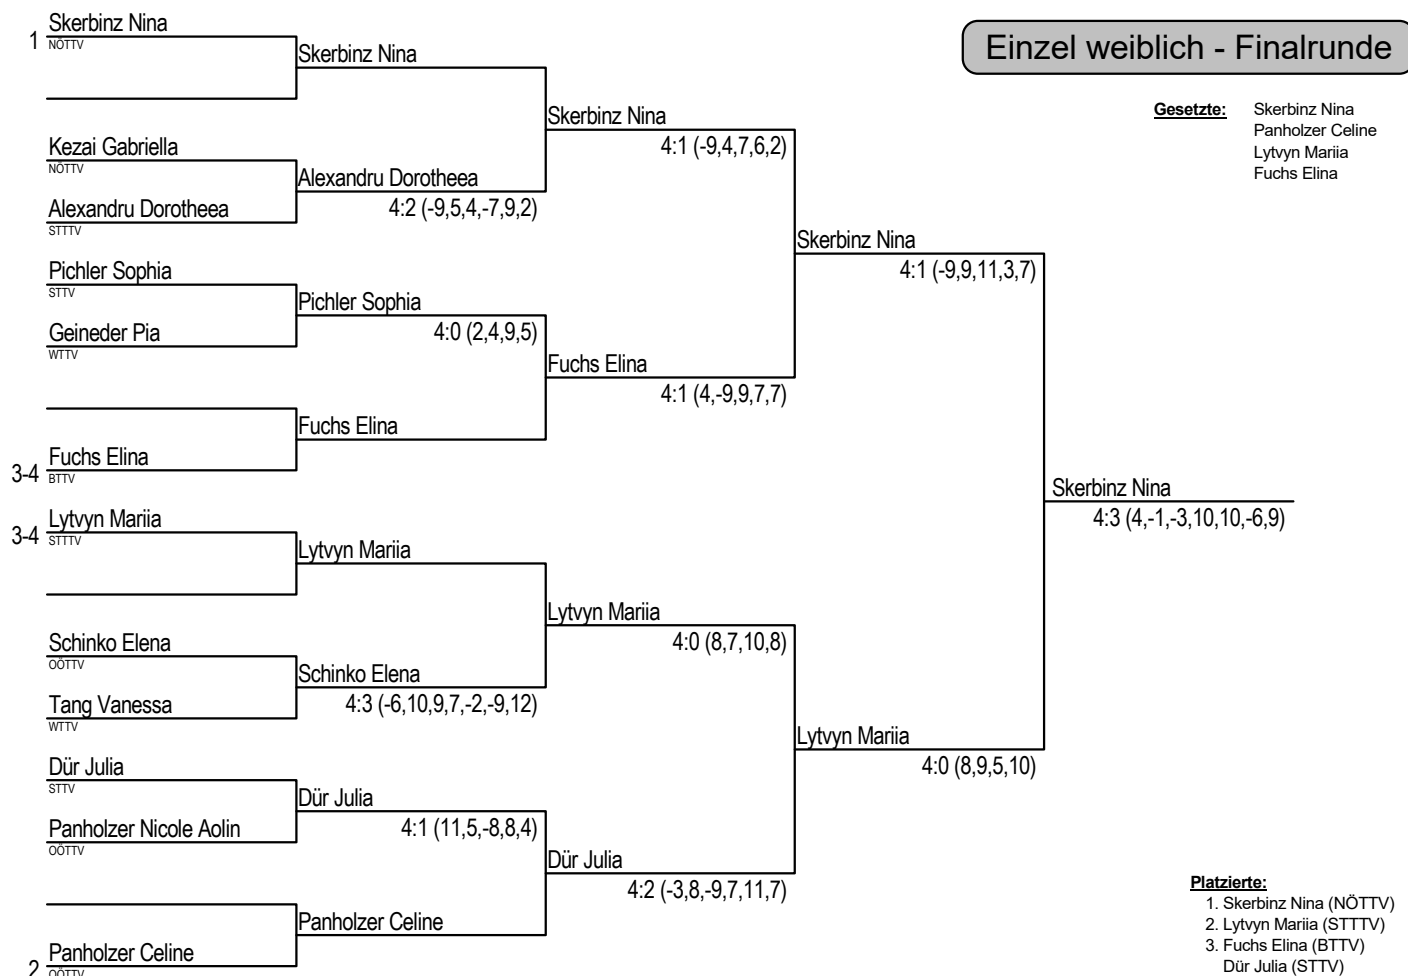 Einzel weiblich - Finalrunde
Gesetzte: Skerbinz Nina
Panholzer Celine
Lytvyn Mariia
Fuchs Elina
1 Skerbinz Nina
NÖTTV
Kezai Gabriella
NÖTTV
Alexandru Dorotheea
STTTV
Pichler Sophia
STTV
Geineder Pia
WTTV
3-4 Fuchs Elina
BTTV
3-4 Lytvyn Mariia
STTTV
Schinko Elena
OÖTTV
Tang Vanessa
WTTV
Dür Julia
STTV
Panholzer Nicole Aolin
OÖTTV
2 Panholzer Celine
OÖTTV
Skerbinz Nina
Alexandru Dorotheea
4:2 (-9,5,4,-7,9,2)
Pichler Sophia
4:0 (2,4,9,5)
Fuchs Elina
Lytvyn Mariia
Schinko Elena
4:3 (-6,10,9,7,-2,-9,12)
Dür Julia
4:1 (11,5,-8,8,4)
Panholzer Celine
Skerbinz Nina
4:1 (-9,4,7,6,2)
Fuchs Elina
4:1 (4,-9,9,7,7)
Lytvyn Mariia
4:0 (8,7,10,8)
Dür Julia
4:2 (-3,8,-9,7,11,7)
Skerbinz Nina
4:1 (-9,9,11,3,7)
Lytvyn Mariia
4:0 (8,9,5,10)
Skerbinz Nina
4:3 (4,-1,-3,10,10,-6,9)
Platzierte:
1. Skerbinz Nina (NÖTTV)
2. Lytvyn Mariia (STTTV)
3. Fuchs Elina (BTTV)
Dür Julia (STTV)